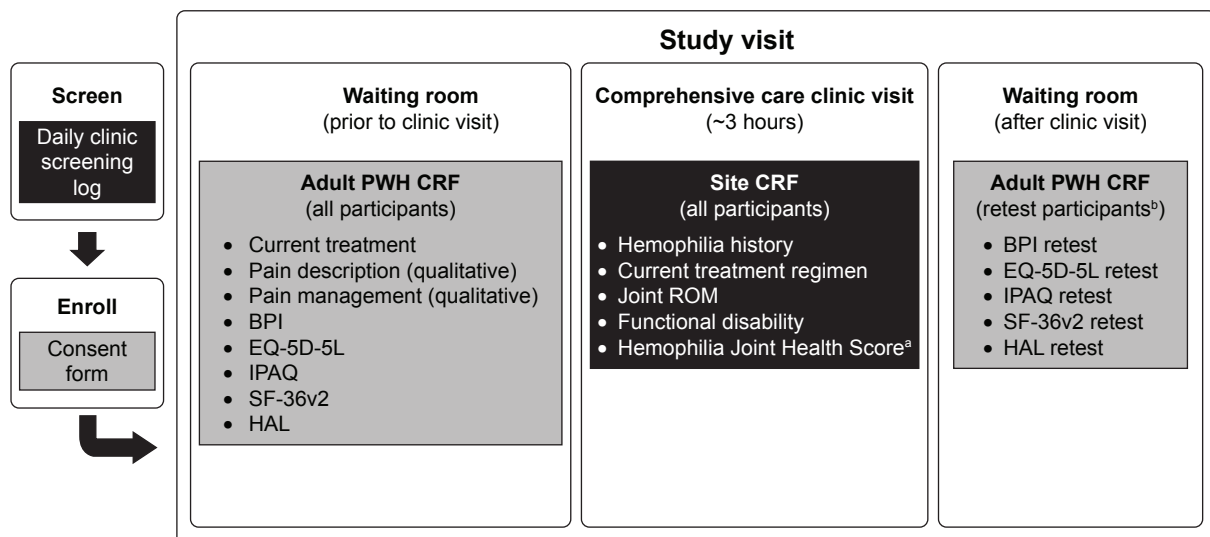 Screen
Daily clinic
screening
log
Enroll
Consent
form
Study visit
Waiting room
(prior to clinic visit)
Adult PWH CRF
(all participants)
• Current treatment
• Pain description (qualitative)
• Pain management (qualitative)
• BPI
• EQ-5D-5L
• IPAQ
• SF-36v2
• HAL
Comprehensive care clinic visit
(~3 hours)
Site CRF
(all participants)
• Hemophilia history
• Current treatment regimen
• Joint ROM
• Functional disability
• Hemophilia Joint Health Scoreᵃ
Waiting room
(after clinic visit)
Adult PWH CRF
(retest participantsᵇ)
• BPI retest
• EQ-5D-5L retest
• IPAQ retest
• SF-36v2 retest
• HAL retest